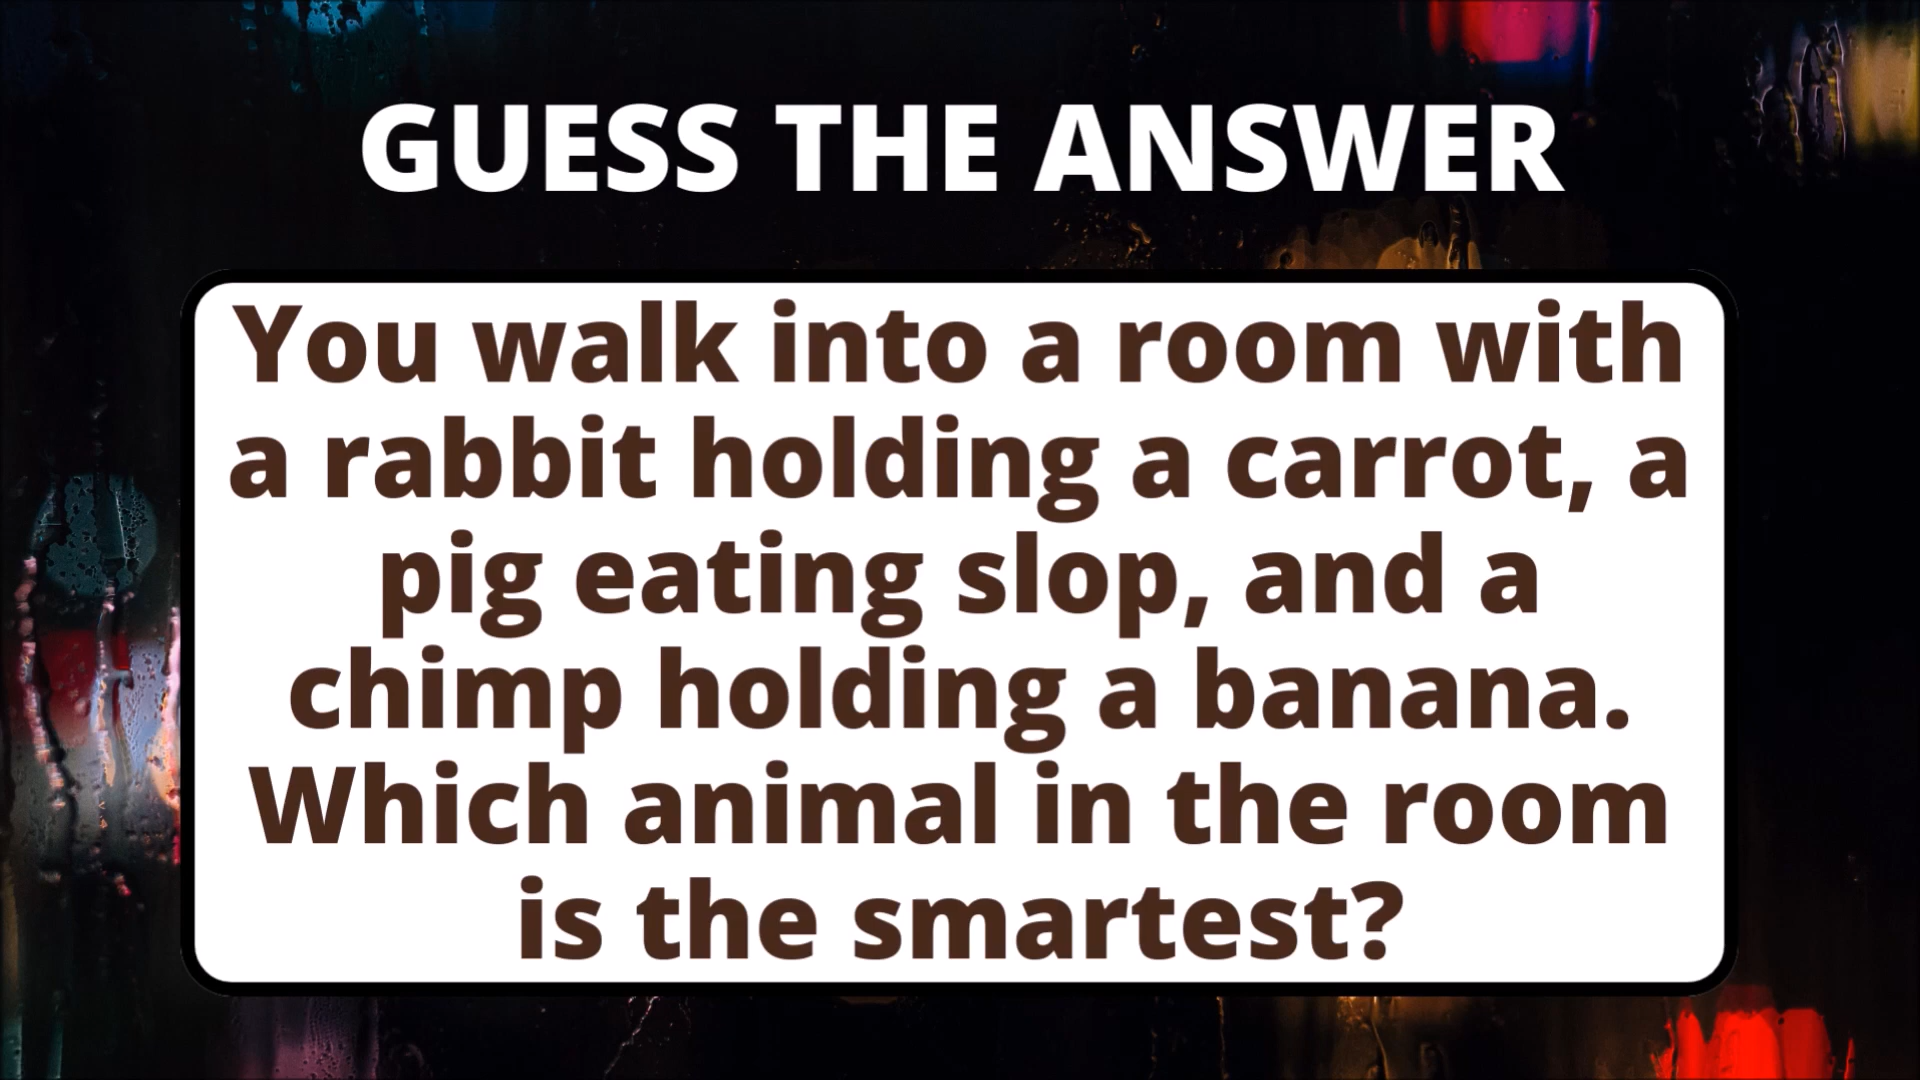 GUESS THE ANSWER
You walk into a room with
a rabbit holding a carrot, a
pig eating slop, and a
chimp holding a banana.
Which animal in the room
is the smartest?